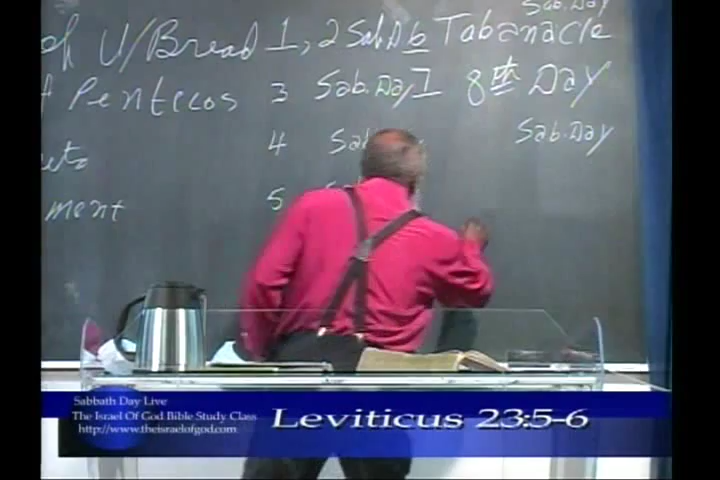 Sab.Day
of U/Bread 1, 2 Sab.D 6 Tabanacle
Pentecos 3 Sab.Day I 8th Day
ets 4 Sab Sab.Day
ment 5
Sabbath Day Live
The Israel Of God Bible Study Class
http://www.theisraelofgod.com
Leviticus 23:5-6